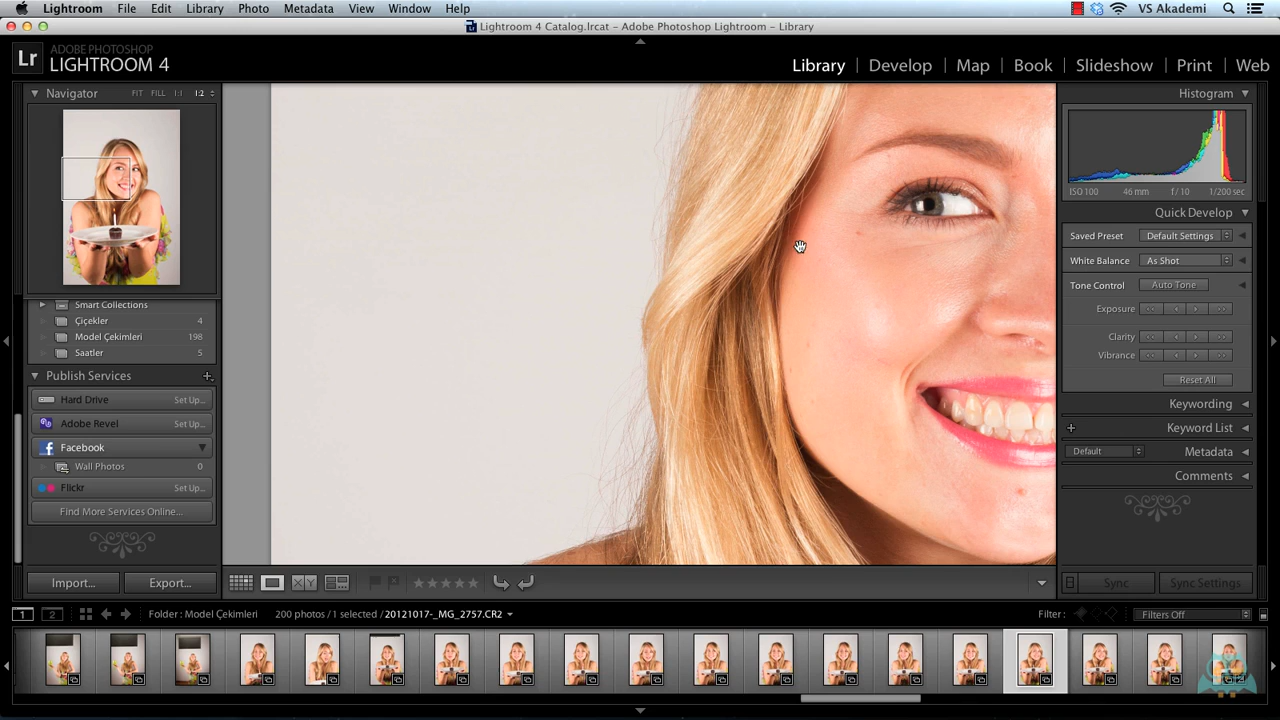 Lightroom File Edit Library Photo Metadata View Window Help VS Akademi
Lightroom 4 Catalog.lrcat – Adobe Photoshop Lightroom – Library
Lr ADOBE PHOTOSHOP
LIGHTROOM 4
Library | Develop | Map | Book | Slideshow | Print | Web
Navigator FIT FILL 1:1 1:2
Smart Collections
Çiçekler 4
Model Çekimleri 198
Saatler 5
Publish Services
Hard Drive Set Up...
Adobe Revel Set Up...
Facebook
Wall Photos 0
Flickr Set Up...
Find More Services Online...
Import... Export...
Histogram
ISO 100 46 mm f / 10 1/200 sec
Quick Develop
Saved Preset Default Settings
White Balance As Shot
Tone Control Auto Tone
Exposure
Clarity
Vibrance
Reset All
Keywording
Keyword List
Default Metadata
Comments
XY
Sync Sync Settings
1 2 Folder : Model Çekimleri 200 photos / 1 selected / 20121017-_MG_2757.CR2 Filter : Filters Off